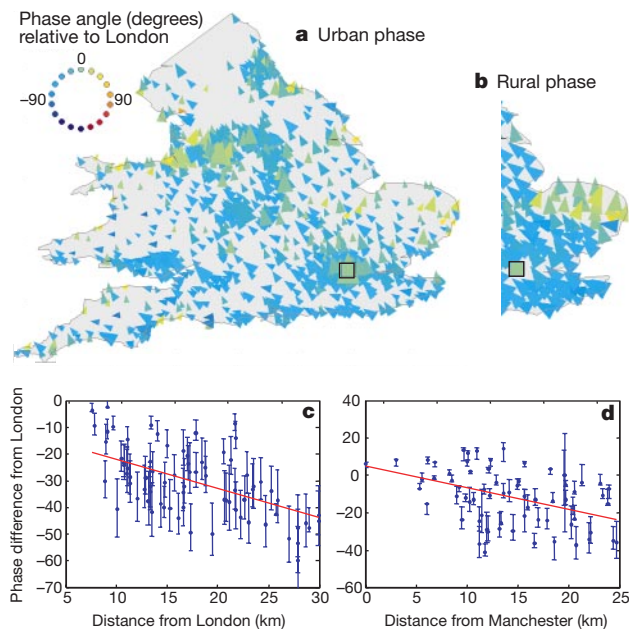 Phase angle (degrees)
relative to London
0
–90
90
a Urban phase
b Rural phase
c
0
−10
−20
−30
−40
−50
−60
−70
5 10 15 20 25 30
Phase difference from London
Distance from London (km)
d
40
20
0
−20
−40
−60
0 5 10 15 20 25
Distance from Manchester (km)